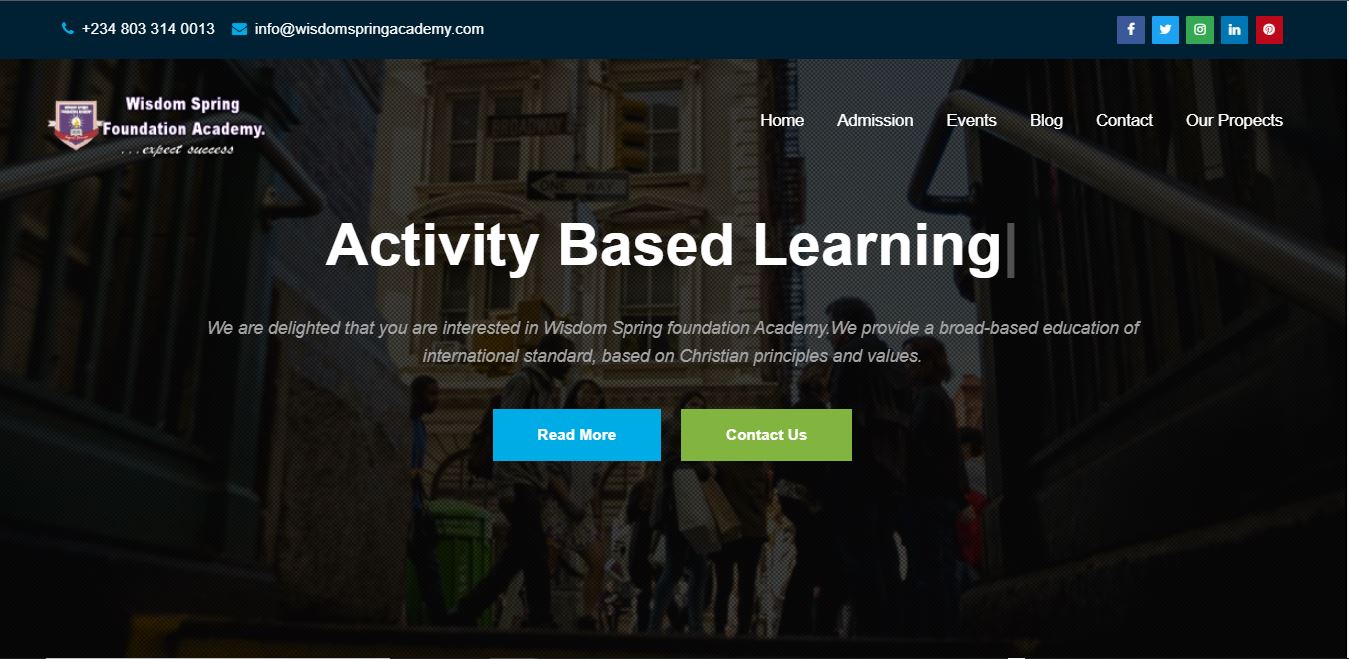 +234 803 314 0013 info@wisdomspringacademy.com
Wisdom Spring
Foundation Academy.
...expect success
Home Admission Events Blog Contact Our Propects
ONE WAY
Activity Based Learning
We are delighted that you are interested in Wisdom Spring foundation Academy.We provide a broad-based education of
international standard, based on Christian principles and values.
Read More Contact Us